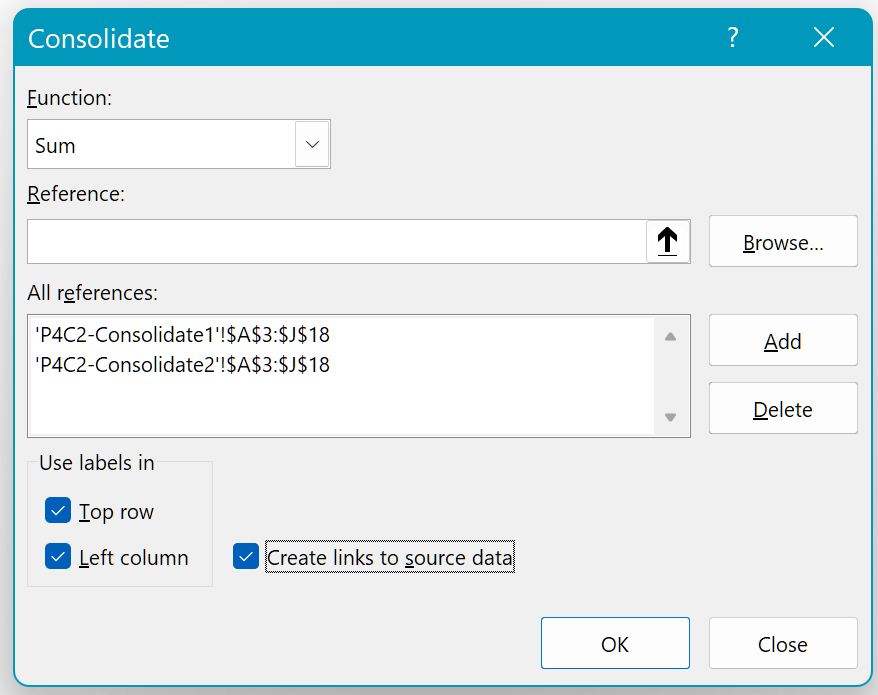 Consolidate ?
Function:
Sum
Reference:
Browse...
All references:
'P4C2-Consolidate1'!$A$3:$J$18
'P4C2-Consolidate2'!$A$3:$J$18
Add
Delete
Use labels in
Top row
Left column
Create links to source data
OK
Close